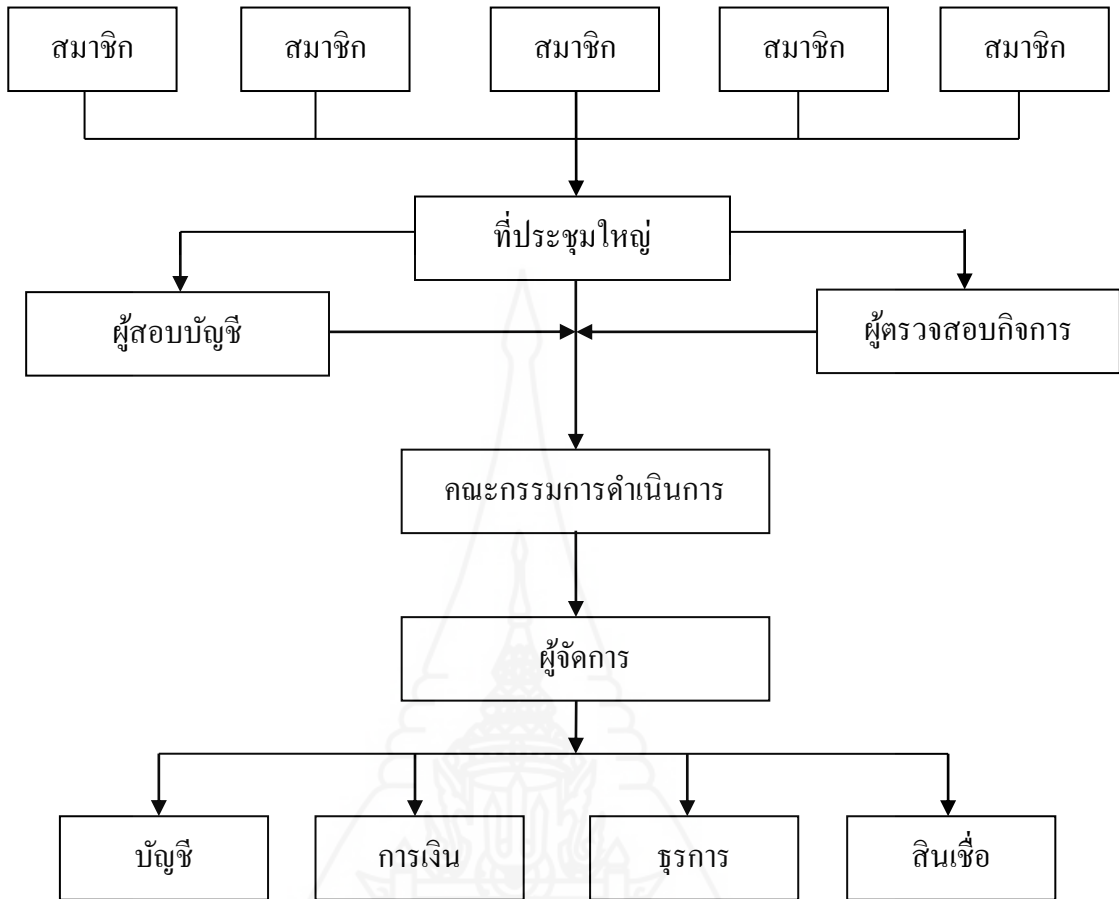 สมาชิก
สมาชิก
สมาชิก
สมาชิก
สมาชิก
ที่ประชุมใหญ่
ผู้สอบบัญชี
ผู้ตรวจสอบกิจการ
คณะกรรมการดำเนินการ
ผู้จัดการ
บัญชี
การเงิน
ธุรการ
สินเชื่อ